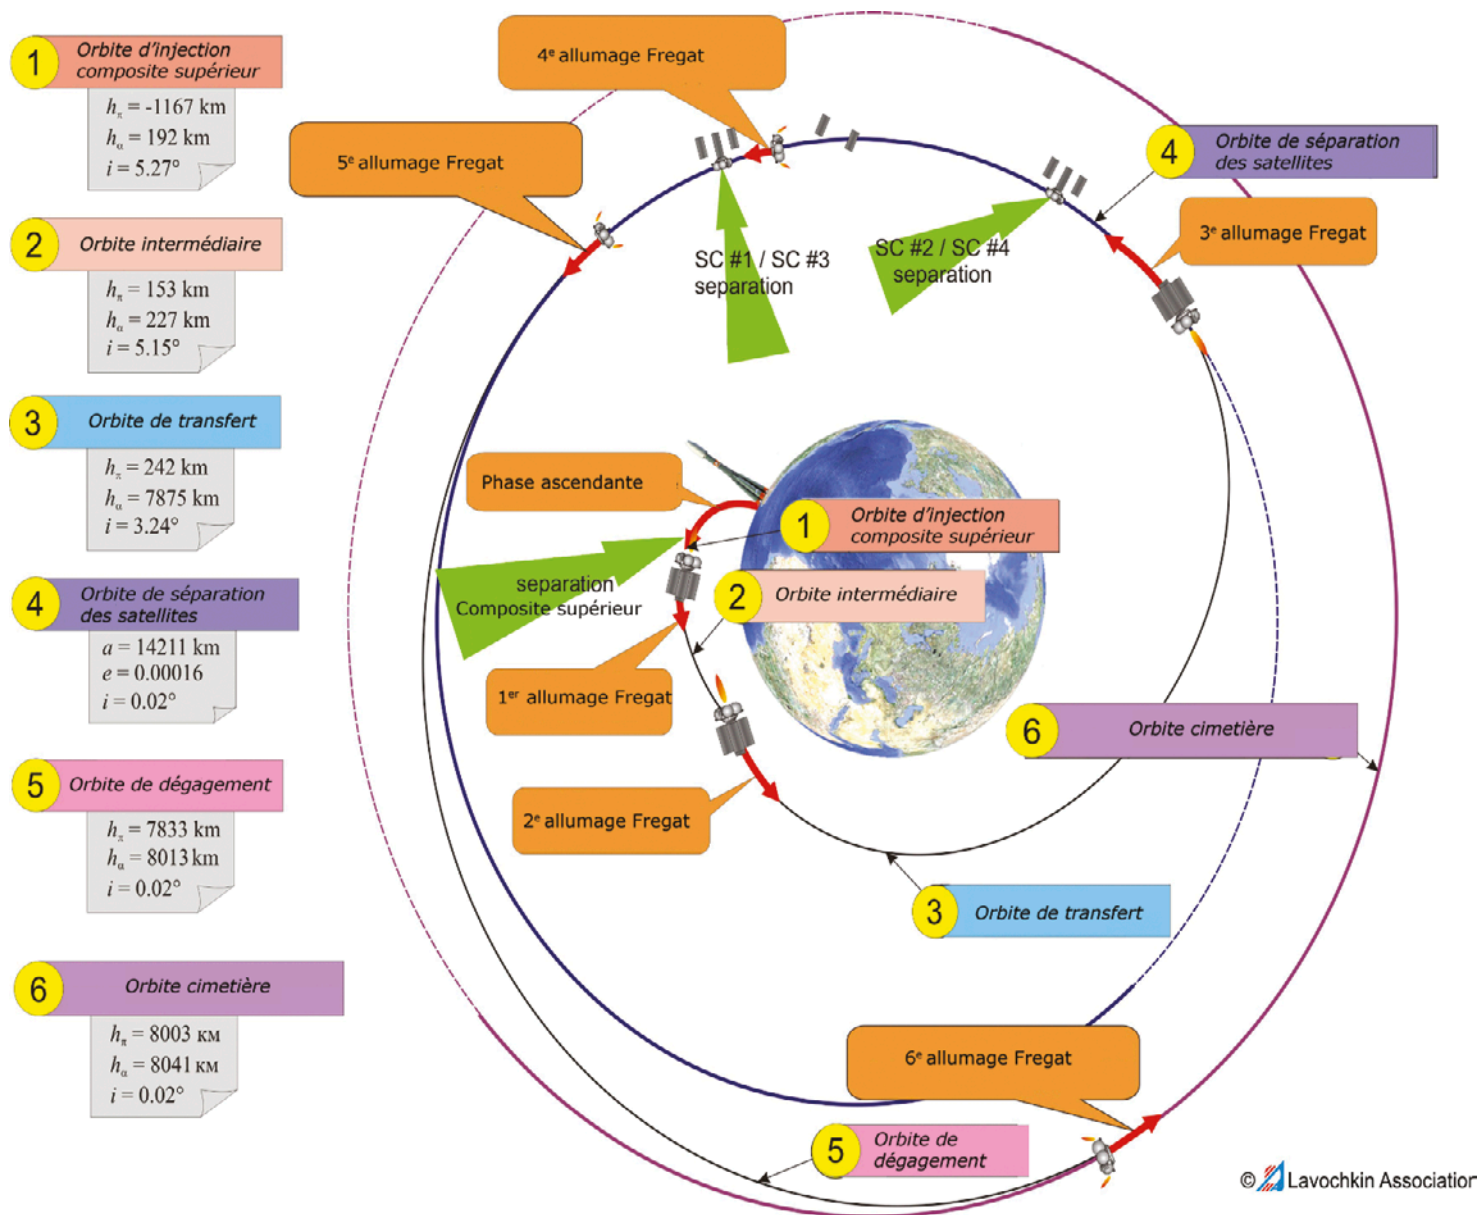 1
Orbite d'injection
composite supérieur
hπ = -1167 km
hα = 192 km
i = 5.27°
2
Orbite intermédiaire
hπ = 153 km
hα = 227 km
i = 5.15°
3
Orbite de transfert
hπ = 242 km
hα = 7875 km
i = 3.24°
4
Orbite de séparation
des satellites
a = 14211 km
e = 0.00016
i = 0.02°
5
Orbite de dégagement
hπ = 7833 km
hα = 8013 km
i = 0.02°
6
Orbite cimetière
hπ = 8003 км
hα = 8041 км
i = 0.02°
4e allumage Fregat
5e allumage Fregat
4
Orbite de séparation
des satellites
3e allumage Fregat
SC #1 / SC #3
separation
SC #2 / SC #4
separation
Phase ascendante
1
Orbite d'injection
composite supérieur
separation
Composite supérieur
2
Orbite intermédiaire
1er allumage Fregat
6
Orbite cimetière
2e allumage Fregat
3
Orbite de transfert
6e allumage Fregat
5
Orbite de
dégagement
© Lavochkin Association